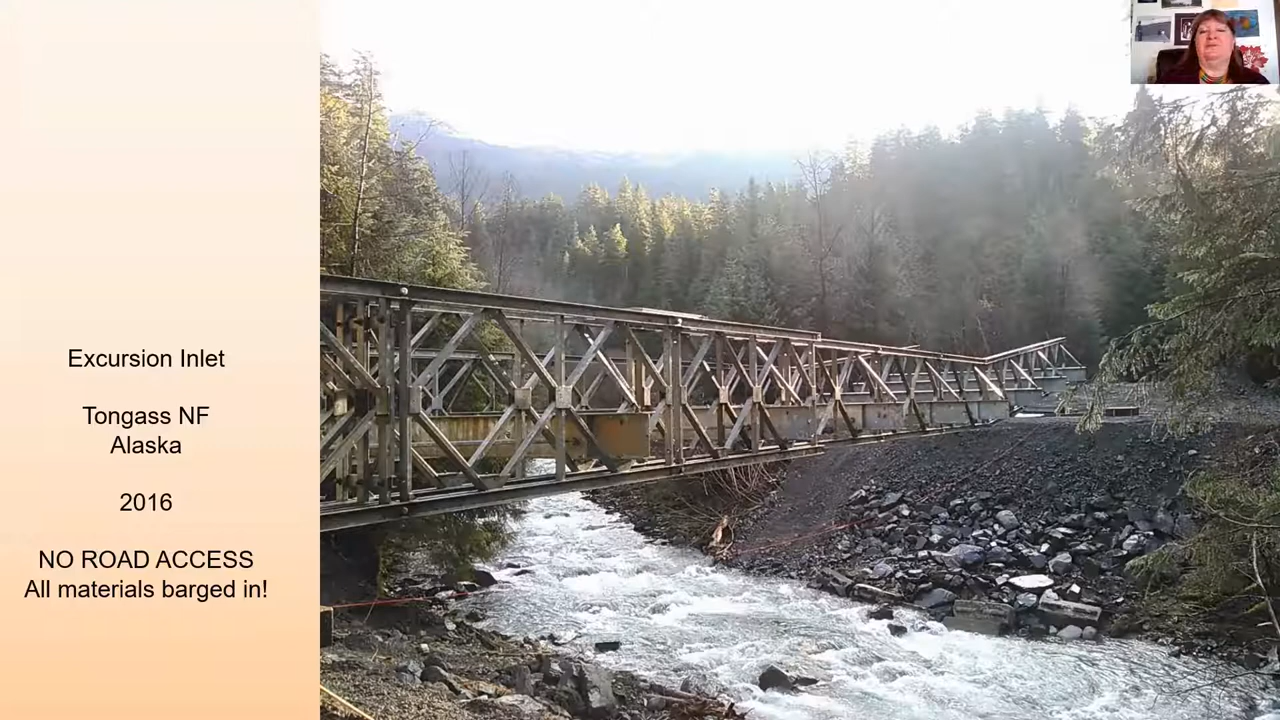 Excursion Inlet
Tongass NF
Alaska
2016
NO ROAD ACCESS
All materials barged in!